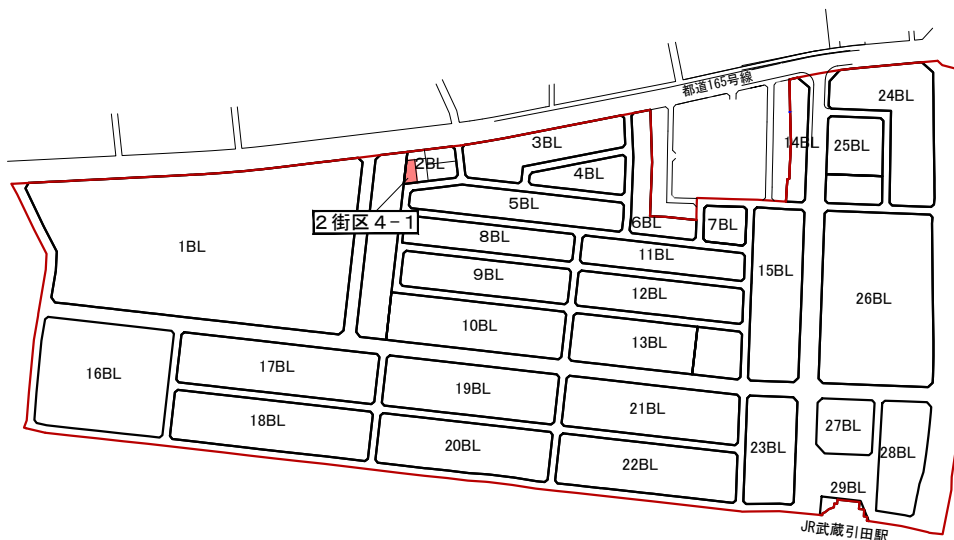 都道165号線
24BL
14BL
25BL
3BL
2BL
4BL
5BL
2街区4-1
6BL
7BL
1BL
8BL
11BL
9BL
15BL
12BL
26BL
10BL
13BL
16BL
17BL
19BL
21BL
18BL
20BL
22BL
23BL
27BL
28BL
29BL
JR武蔵引田駅